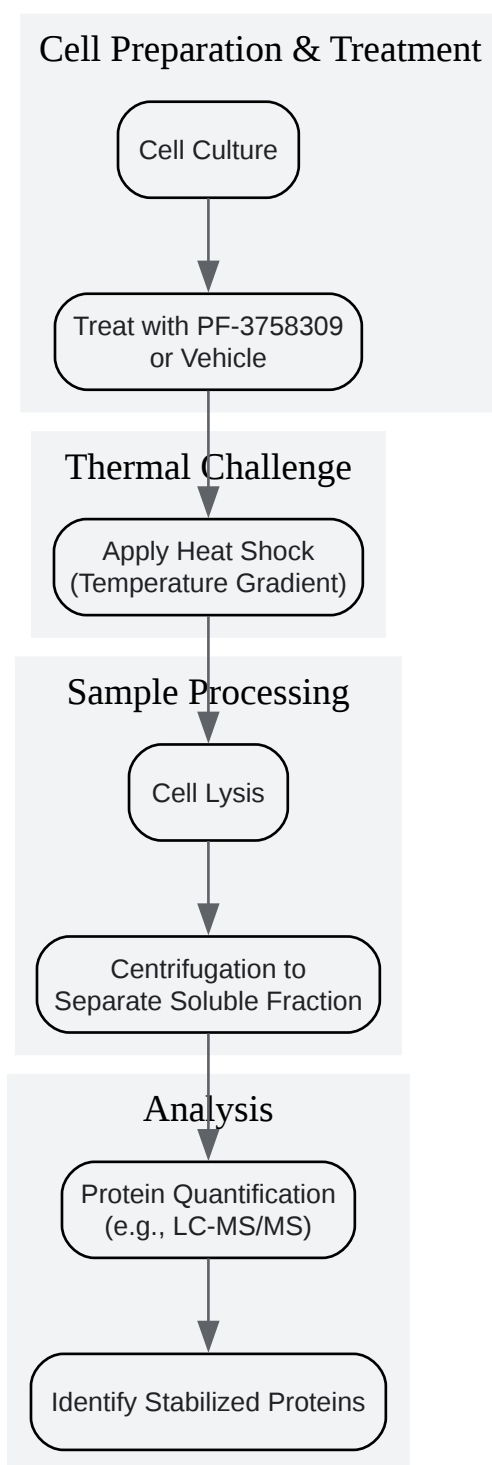 Cell Preparation & Treatment
Cell Culture
Treat with PF-3758309
or Vehicle
Thermal Challenge
Apply Heat Shock
(Temperature Gradient)
Sample Processing
Cell Lysis
Centrifugation to
Separate Soluble Fraction
Analysis
Protein Quantification
(e.g., LC-MS/MS)
Identify Stabilized Proteins